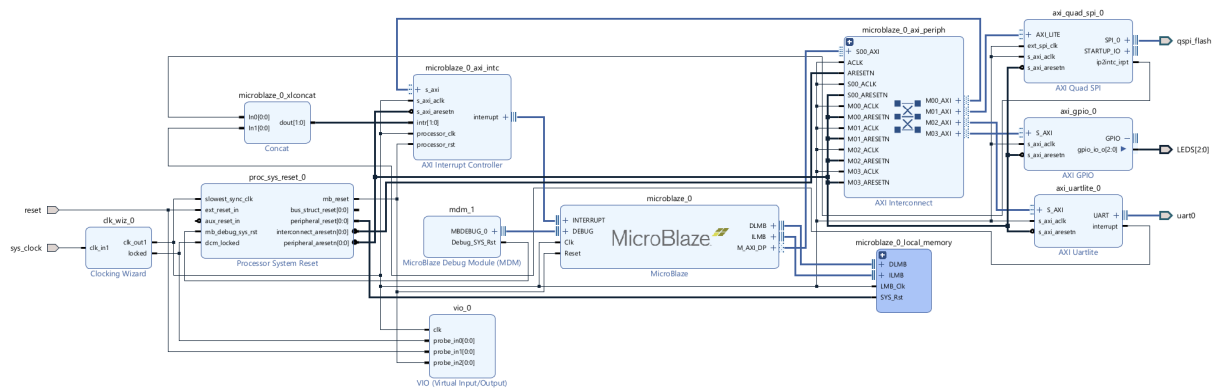 reset
sys_clock
clk_wiz_0
clk_in1
clk_out1
locked
Clocking Wizard
microblaze_0_xlconcat
In0[0:0]
In1[0:0]
dout[1:0]
Concat
proc_sys_reset_0
slowest_sync_clk
ext_reset_in
aux_reset_in
mb_debug_sys_rst
dcm_locked
mb_reset
bus_struct_reset[0:0]
peripheral_reset[0:0]
interconnect_aresetn[0:0]
peripheral_aresetn[0:0]
Processor System Reset
microblaze_0_axi_intc
s_axi
s_axi_aclk
s_axi_aresetn
intr[1:0]
processor_clk
processor_rst
interrupt
AXI Interrupt Controller
mdm_1
MBDEBUG_0
Debug_SYS_Rst
MicroBlaze Debug Module (MDM)
vio_0
clk
probe_in0[0:0]
probe_in1[0:0]
probe_in2[0:0]
VIO (Virtual Input/Output)
microblaze_0
INTERRUPT
DEBUG
Clk
Reset
MicroBlaze
DLMB
ILMB
M_AXI_DP
MicroBlaze
microblaze_0_axi_periph
S00_AXI
ACLK
ARESETN
S00_ACLK
S00_ARESETN
M00_ACLK
M00_ARESETN
M01_ACLK
M01_ARESETN
M02_ACLK
M02_ARESETN
M03_ACLK
M03_ARESETN
M00_AXI
M01_AXI
M02_AXI
M03_AXI
AXI Interconnect
microblaze_0_local_memory
DLMB
ILMB
LMB_Clk
SYS_Rst
axi_quad_spi_0
AXI_LITE
ext_spi_clk
s_axi_aclk
s_axi_aresetn
SPI_0
STARTUP_IO
ip2intc_irpt
AXI Quad SPI
qspi_flash
axi_gpio_0
S_AXI
s_axi_aclk
s_axi_aresetn
GPIO
gpio_io_o[2:0]
AXI GPIO
LEDS[2:0]
axi_uartlite_0
S_AXI
s_axi_aclk
s_axi_aresetn
UART
interrupt
AXI Uartlite
uart0